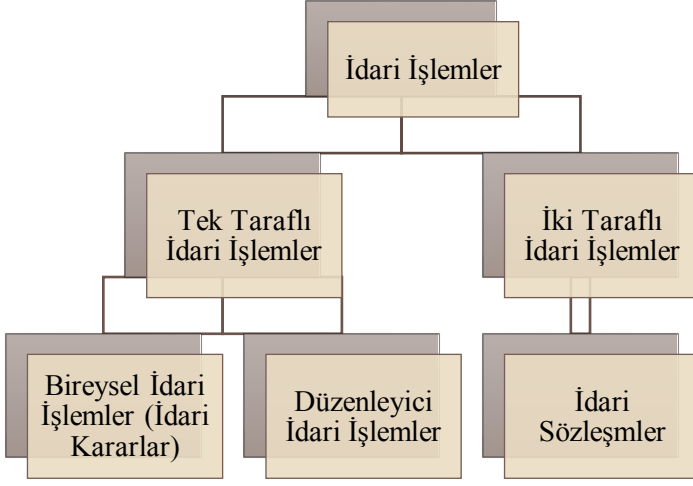 İdari İşlemler
Tek Taraflı
İdari İşlemler
İki Taraflı
İdari İşlemler
Bireysel İdari
İşlemler (İdari
Kararlar)
Düzenleyici
İdari İşlemler
İdari
Sözleşmler